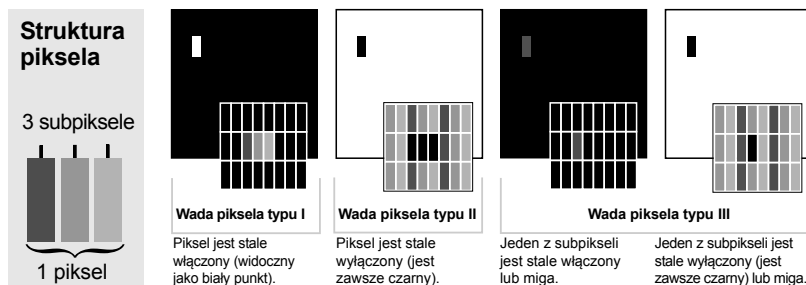 Struktura
piksela
3 subpiksele
1 piksel
Wada piksela typu I
Piksel jest stale
włączony (widoczny
jako biały punkt).
Wada piksela typu II
Piksel jest stale
wyłączony (jest
zawsze czarny).
Wada piksela typu III
Jeden z subpikseli
jest stale włączony
lub miga.
Jeden z subpikseli jest
stale wyłączony (jest
zawsze czarny) lub miga.